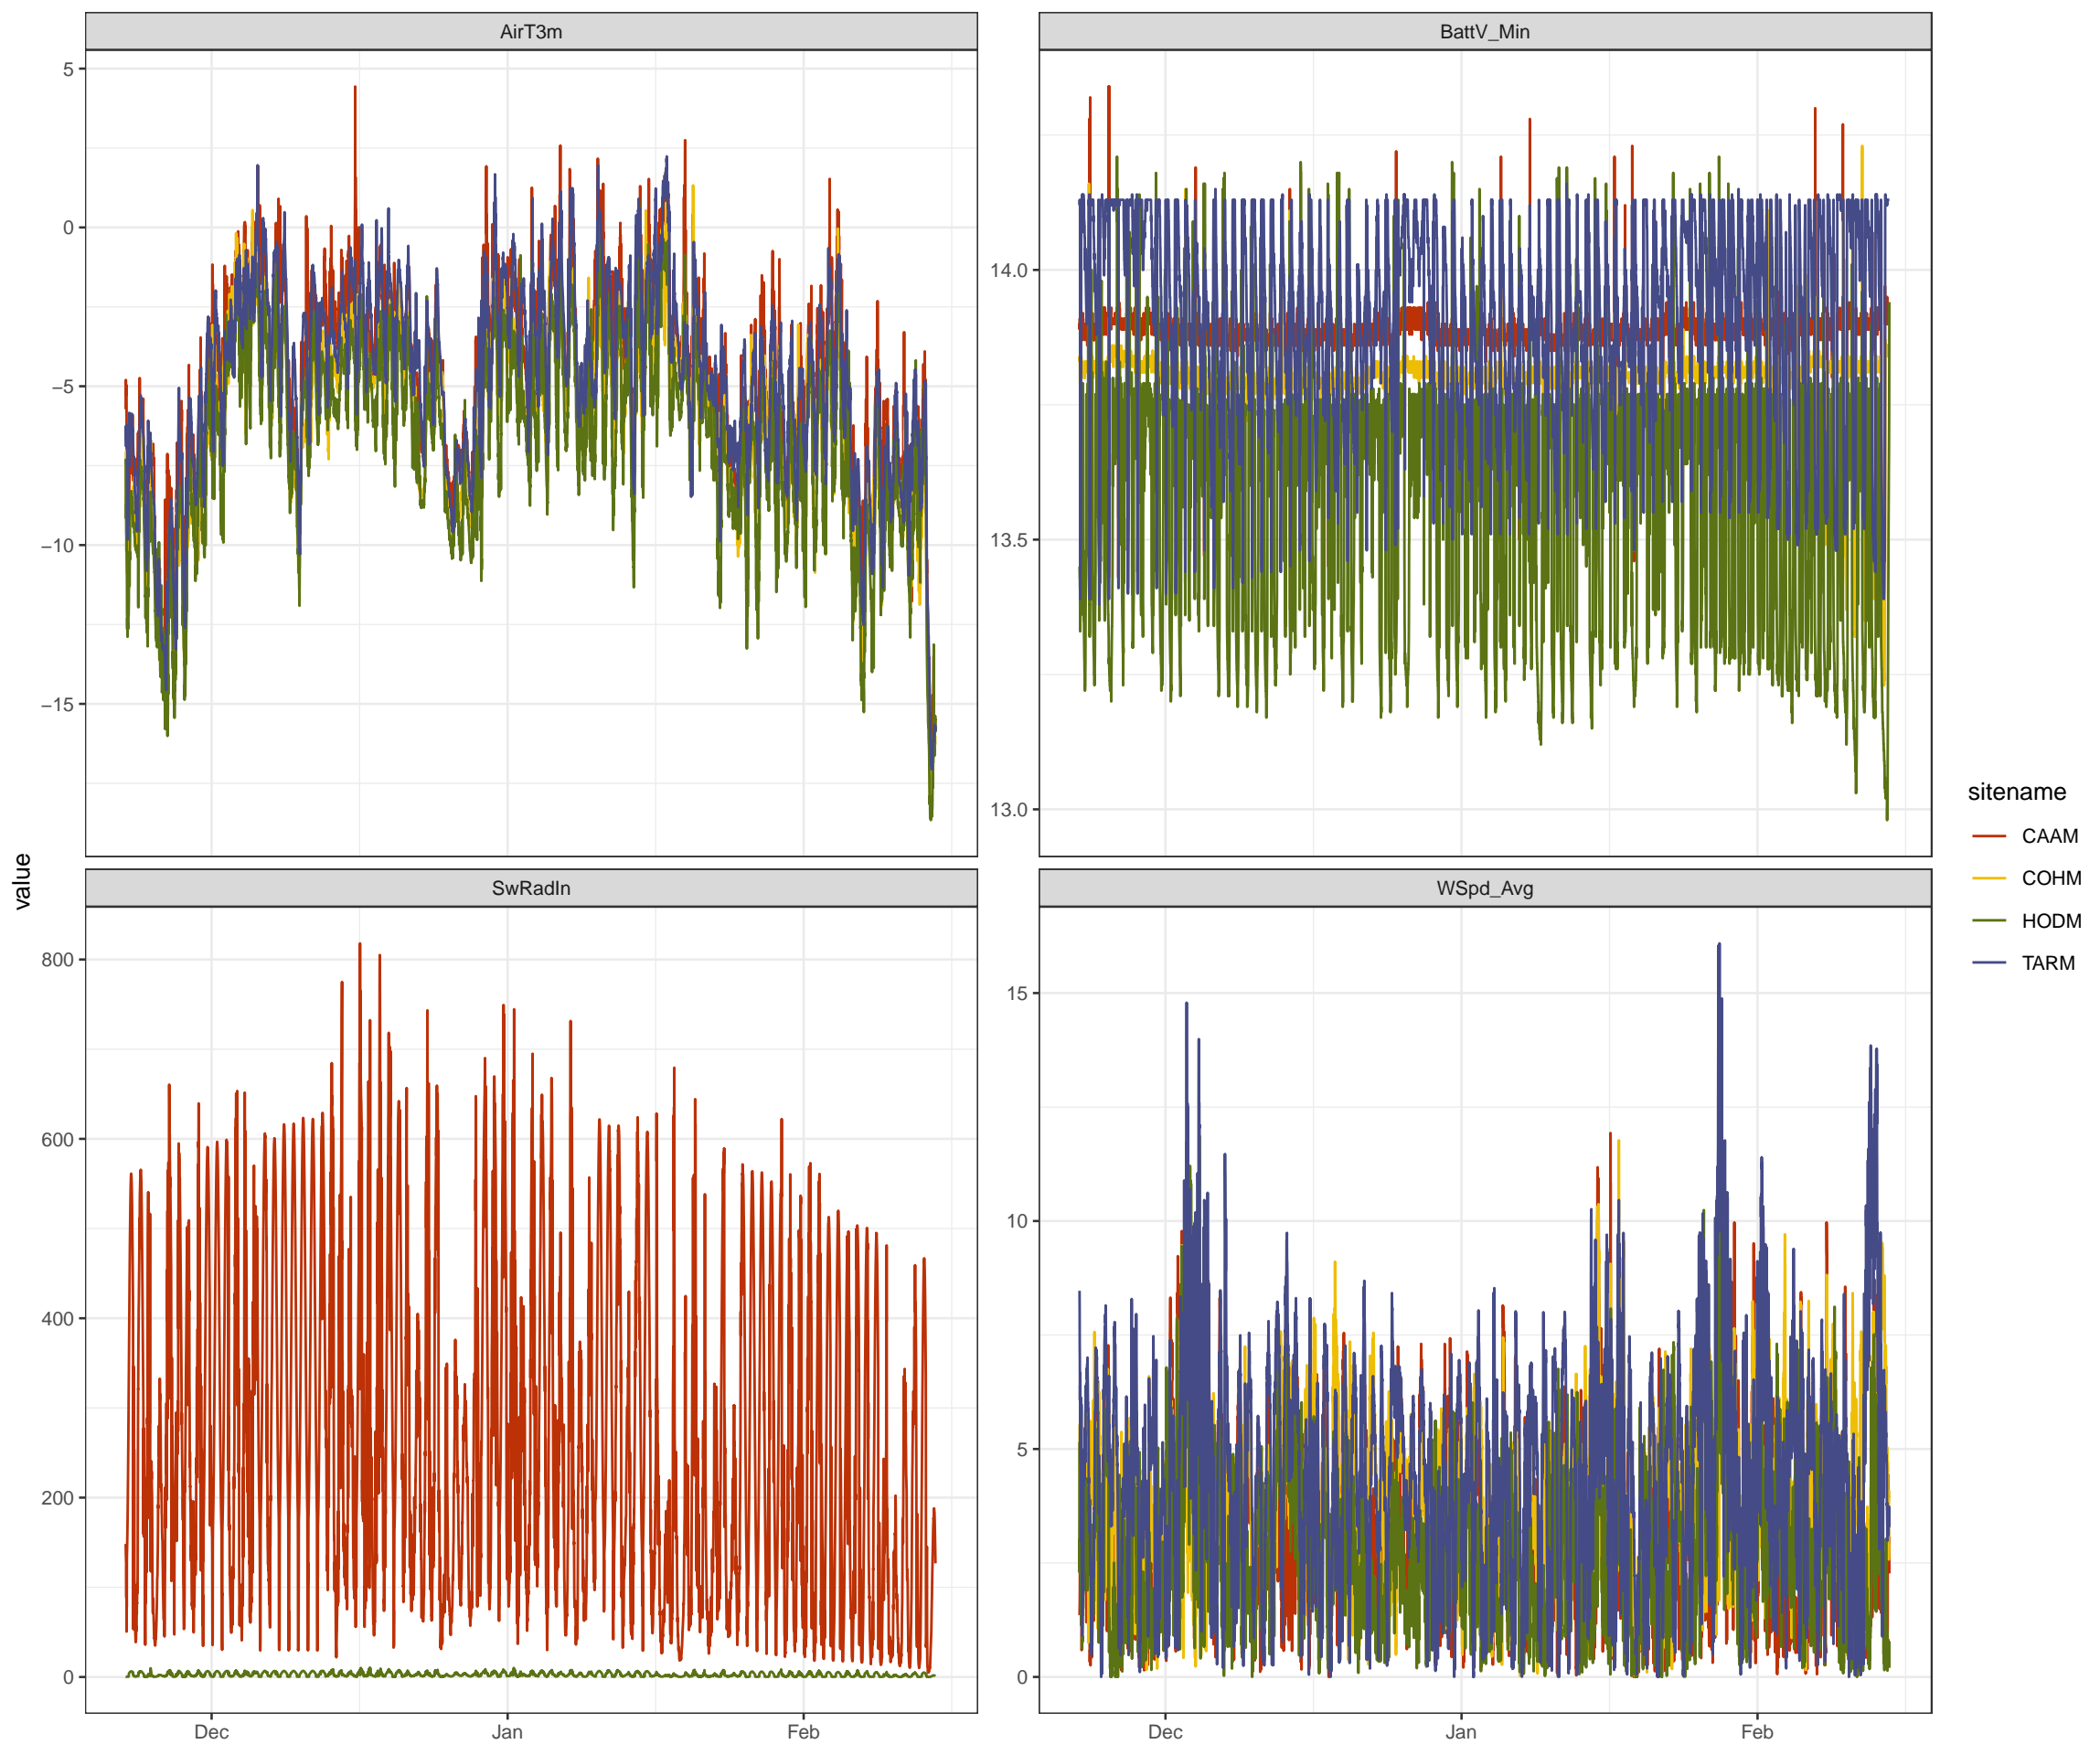 AirT3m
BattV_Min
5
0
−5
−10
−15
14.0
13.5
13.0
value
SwRadIn
WSpd_Avg
800
600
400
200
0
15
10
5
0
Dec
Jan
Feb
Dec
Jan
Feb
sitename
CAAM
COHM
HODM
TARM